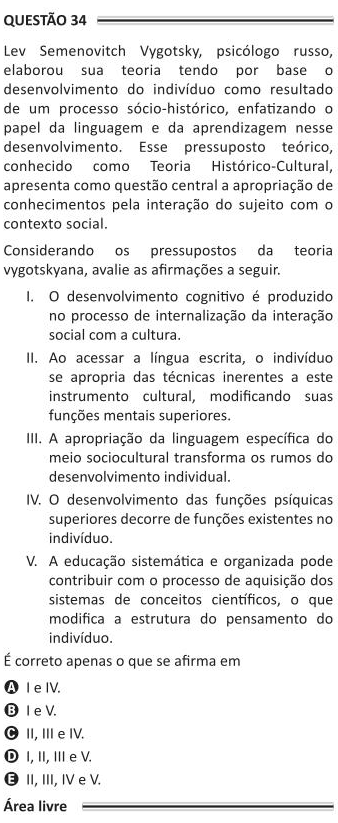 QUESTÃO 34
Lev Semenovitch Vygotsky, psicólogo russo,
elaborou sua teoria tendo por base o
desenvolvimento do indivíduo como resultado
de um processo sócio-histórico, enfatizando o
papel da linguagem e da aprendizagem nesse
desenvolvimento. Esse pressuposto teórico,
conhecido como Teoria Histórico-Cultural,
apresenta como questão central a apropriação de
conhecimentos pela interação do sujeito com o
contexto social.
Considerando os pressupostos da teoria
vygotskyana, avalie as afirmações a seguir.
I. O desenvolvimento cognitivo é produzido
no processo de internalização da interação
social com a cultura.
II. Ao acessar a língua escrita, o indivíduo
se apropria das técnicas inerentes a este
instrumento cultural, modificando suas
funções mentais superiores.
III. A apropriação da linguagem específica do
meio sociocultural transforma os rumos do
desenvolvimento individual.
IV. O desenvolvimento das funções psíquicas
superiores decorre de funções existentes no
indivíduo.
V. A educação sistemática e organizada pode
contribuir com o processo de aquisição dos
sistemas de conceitos científicos, o que
modifica a estrutura do pensamento do
indivíduo.
É correto apenas o que se afirma em
A I e IV.
B I e V.
C II, III e IV.
D I, II, III e V.
E II, III, IV e V.
Área livre